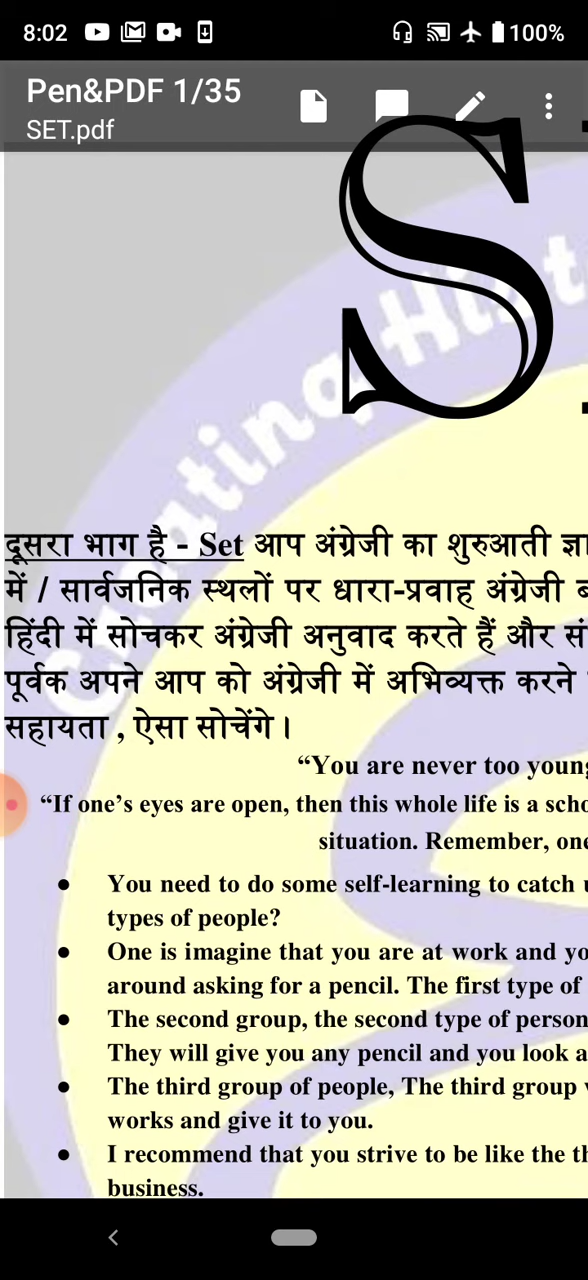 8:02 100%
Pen&PDF 1/35
SET.pdf
S
Creating Hist
दूसरा भाग है - Set आप अंग्रेजी का शुरुआती ज्ञा
में / सार्वजनिक स्थलों पर धारा-प्रवाह अंग्रेजी ब
हिंदी में सोचकर अंग्रेजी अनुवाद करते हैं और सं
पूर्वक अपने आप को अंग्रेजी में अभिव्यक्त करने
सहायता , ऐसा सोचेंगे ।
“You are never too young
“If one’s eyes are open, then this whole life is a scho
situation. Remember, one
● You need to do some self-learning to catch u
types of people?
● One is imagine that you are at work and yo
around asking for a pencil. The first type of
● The second group, the second type of person
They will give you any pencil and you look a
● The third group of people, The third group w
works and give it to you.
● I recommend that you strive to be like the th
business.